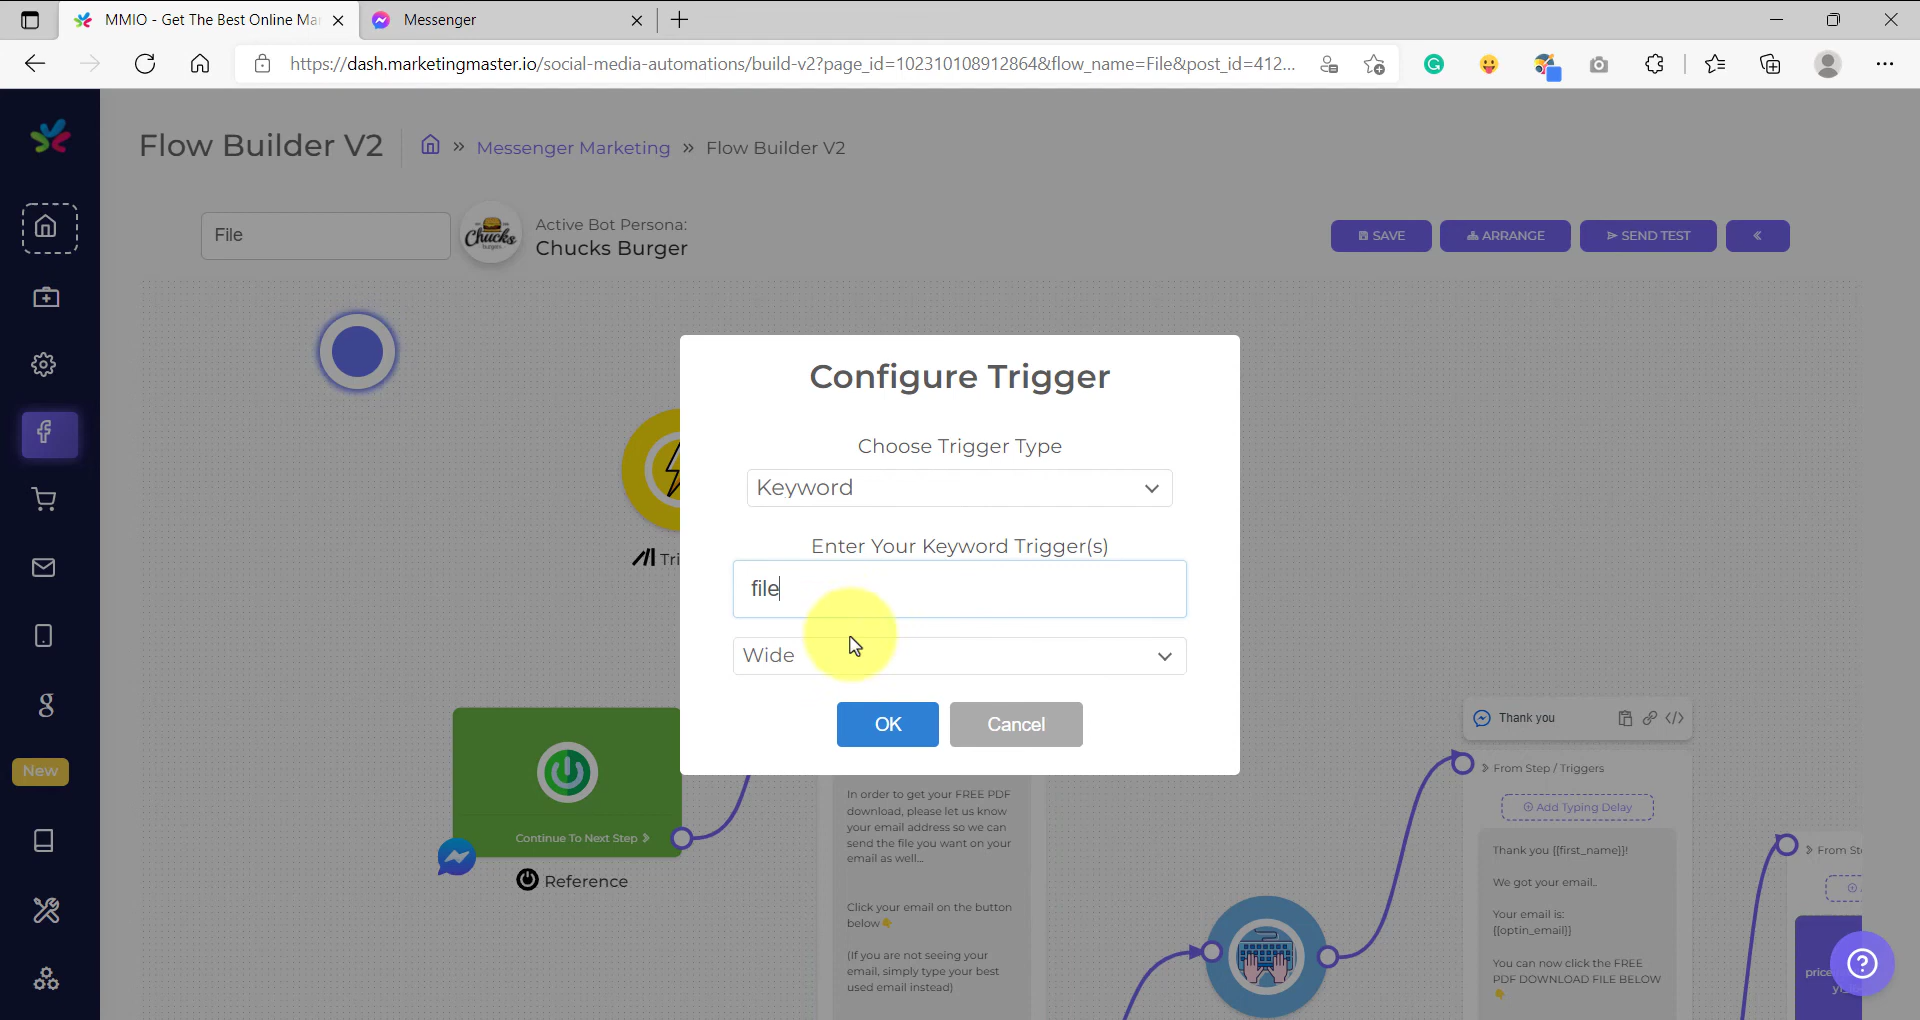 MMIO - Get The Best Online Ma
Messenger
https://dash.marketingmaster.io/social-media-automations/build-v2?page_id=102310108912864&flow_name=File&post_id=412...
Flow Builder V2
» Messenger Marketing » Flow Builder V2
File
Chucks
Active Bot Persona:
Chucks Burger
SAVE
ARRANGE
SEND TEST
Configure Trigger
Choose Trigger Type
Keyword
Enter Your Keyword Trigger(s)
file
Wide
OK
Cancel
Tri
Continue To Next Step
Reference
New
In order to get your FREE PDF
download, please let us know
your email address so we can
send the file you want on your
email as well...
Click your email on the button
below
(If you are not seeing your
email, simply type your best
used email instead)
Thank you
From Step / Triggers
Add Typing Delay
Thank you {{first_name}}!
We got your email..
Your email is:
{{optin_email}}
You can now click the FREE
PDF DOWNLOAD FILE BELOW
From Ste
price